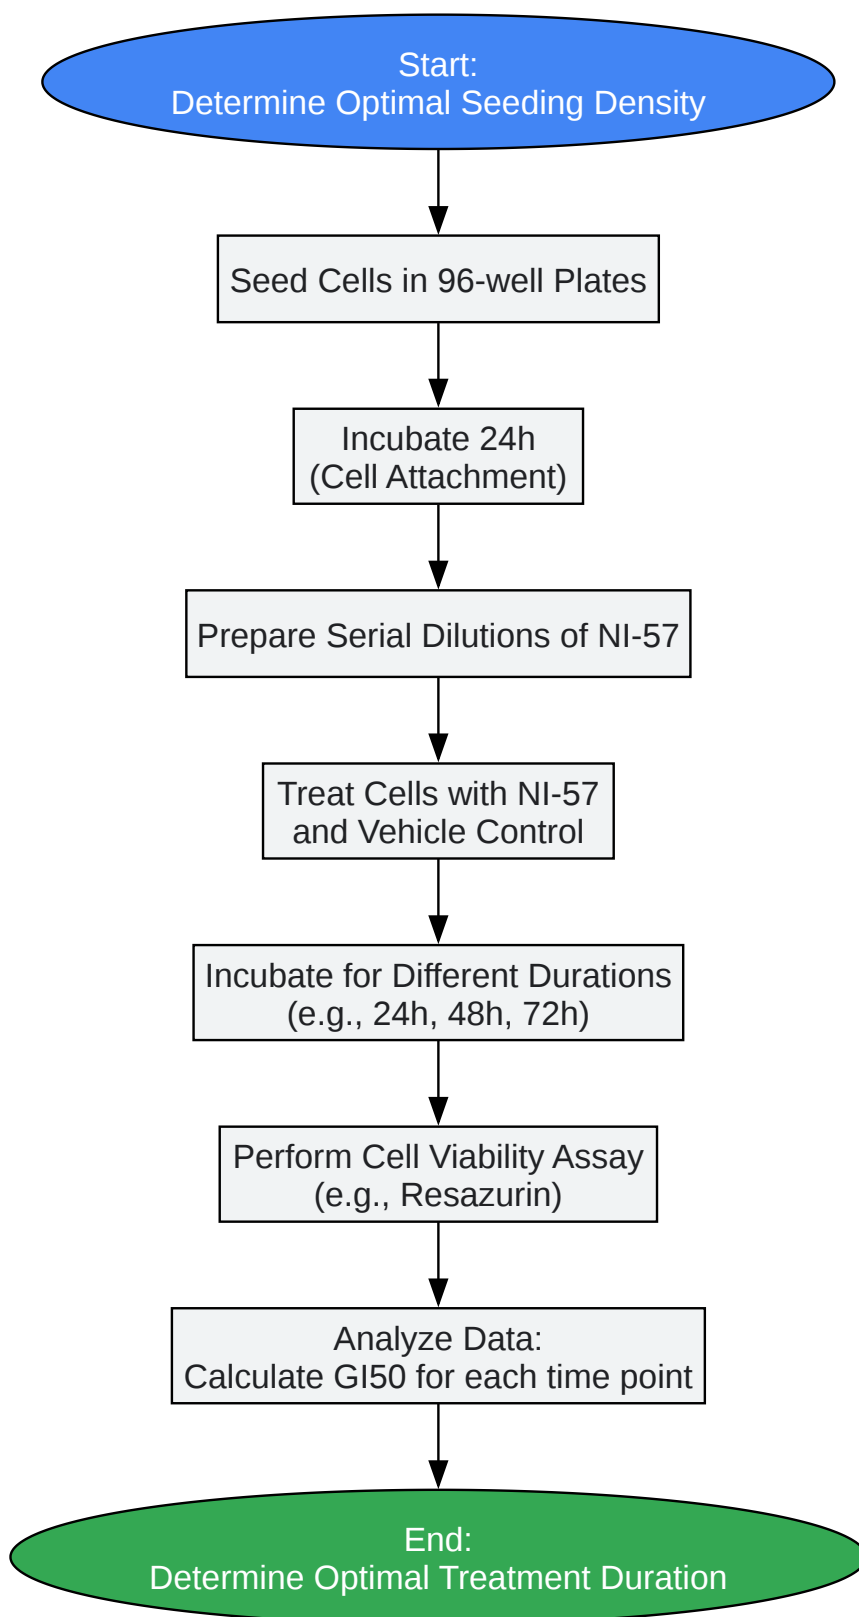 Start:
Determine Optimal Seeding Density
Seed Cells in 96-well Plates
Incubate 24h
(Cell Attachment)
Prepare Serial Dilutions of NI-57
Treat Cells with NI-57
and Vehicle Control
Incubate for Different Durations
(e.g., 24h, 48h, 72h)
Perform Cell Viability Assay
(e.g., Resazurin)
Analyze Data:
Calculate GI50 for each time point
End:
Determine Optimal Treatment Duration